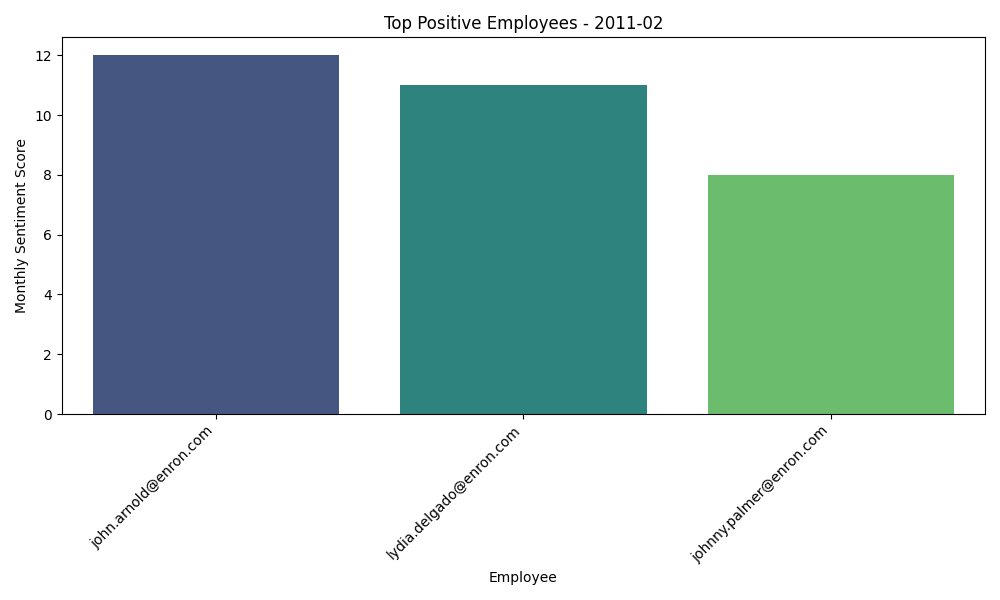 Top Positive Employees - 2011-02
Monthly Sentiment Score
12
10
8
6
4
2
0
john.arnold@enron.com
lydia.delgado@enron.com
johnny.palmer@enron.com
Employee